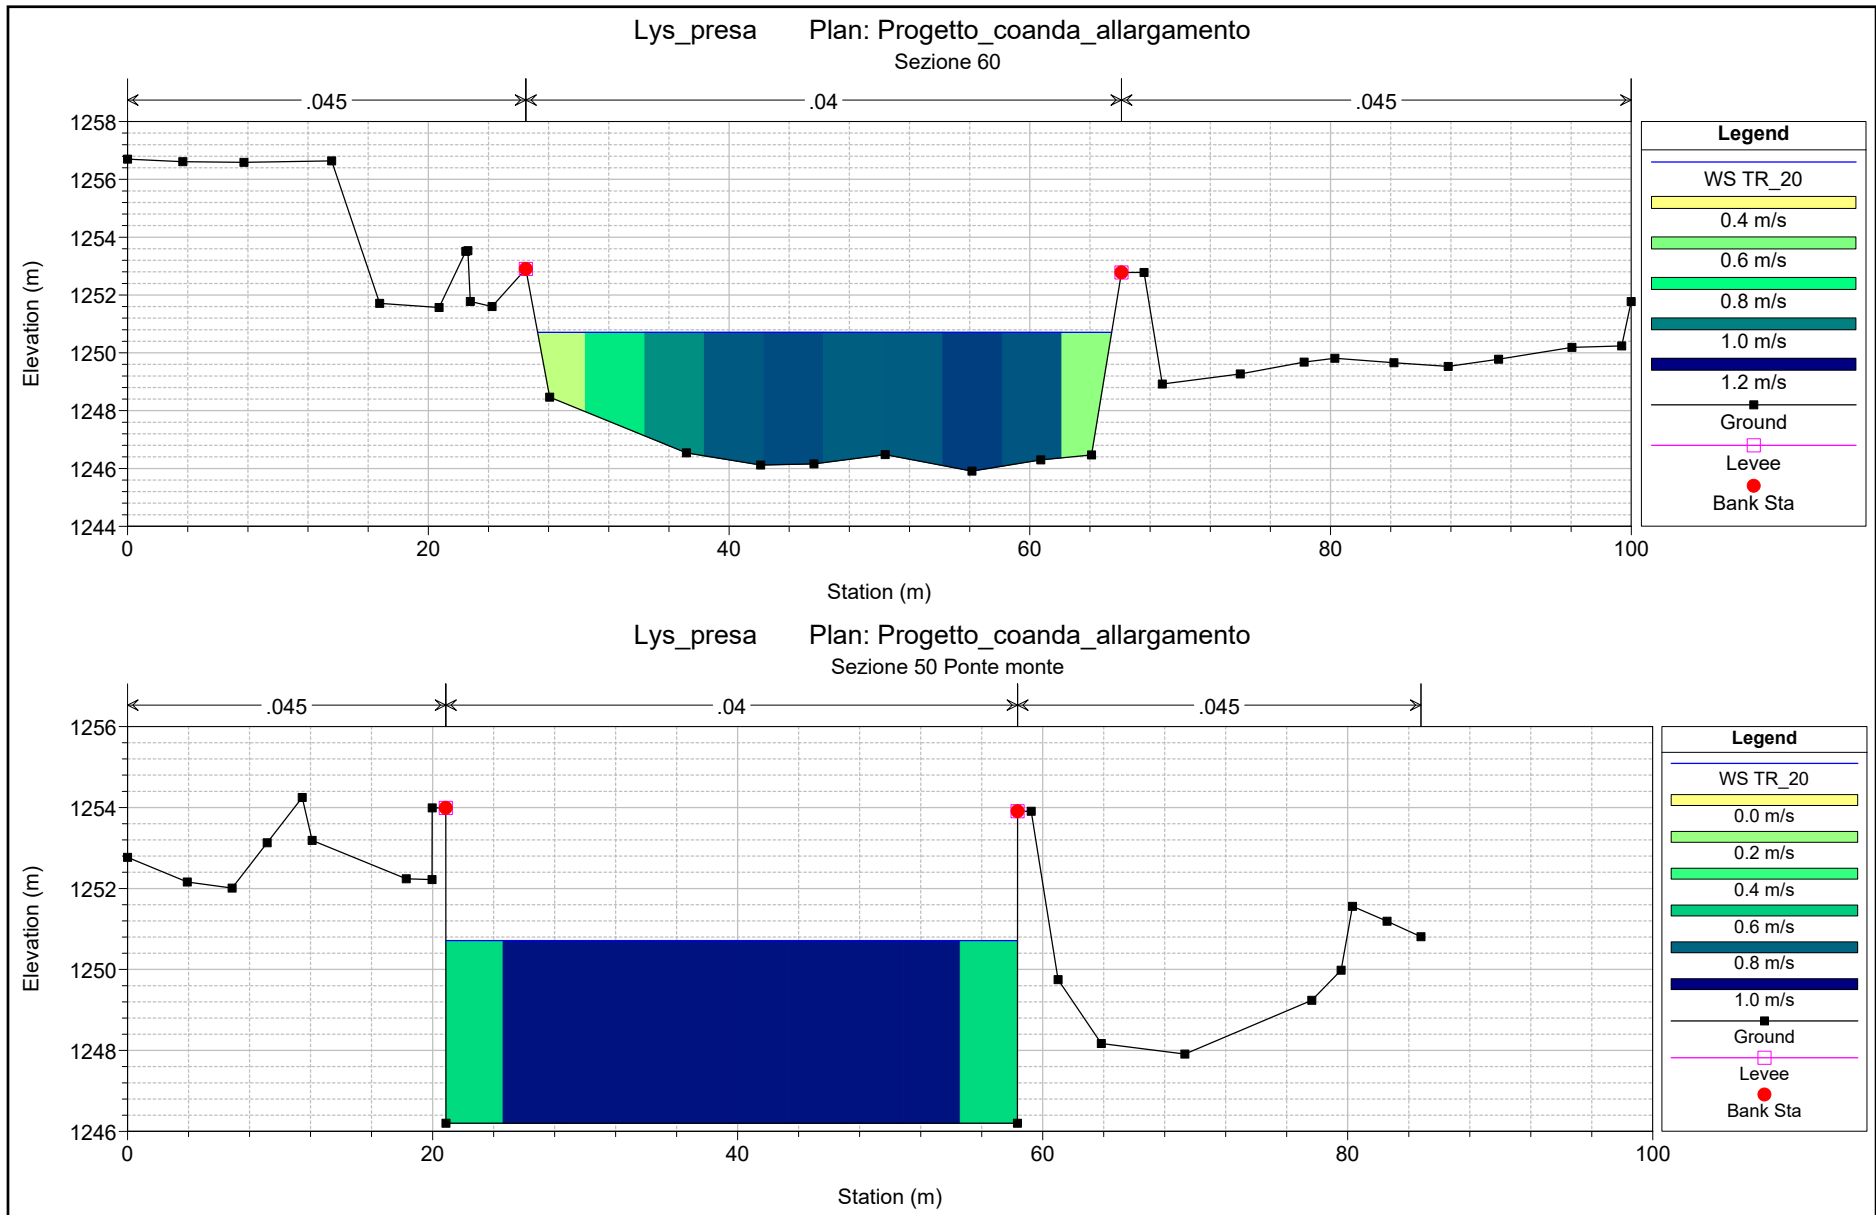 Lys_presa Plan: Progetto_coanda_allargamento
Sezione 60
.045 .04 .045
1258
1256
1254
1252
1250
1248
1246
1244
Elevation (m)
0 20 40 60 80 100
Station (m)
Legend
WS TR_20
0.4 m/s
0.6 m/s
0.8 m/s
1.0 m/s
1.2 m/s
Ground
Levee
Bank Sta
Lys_presa Plan: Progetto_coanda_allargamento
Sezione 50 Ponte monte
.045 .04 .045
1256
1254
1252
1250
1248
1246
Elevation (m)
0 20 40 60 80 100
Station (m)
Legend
WS TR_20
0.0 m/s
0.2 m/s
0.4 m/s
0.6 m/s
0.8 m/s
1.0 m/s
Ground
Levee
Bank Sta